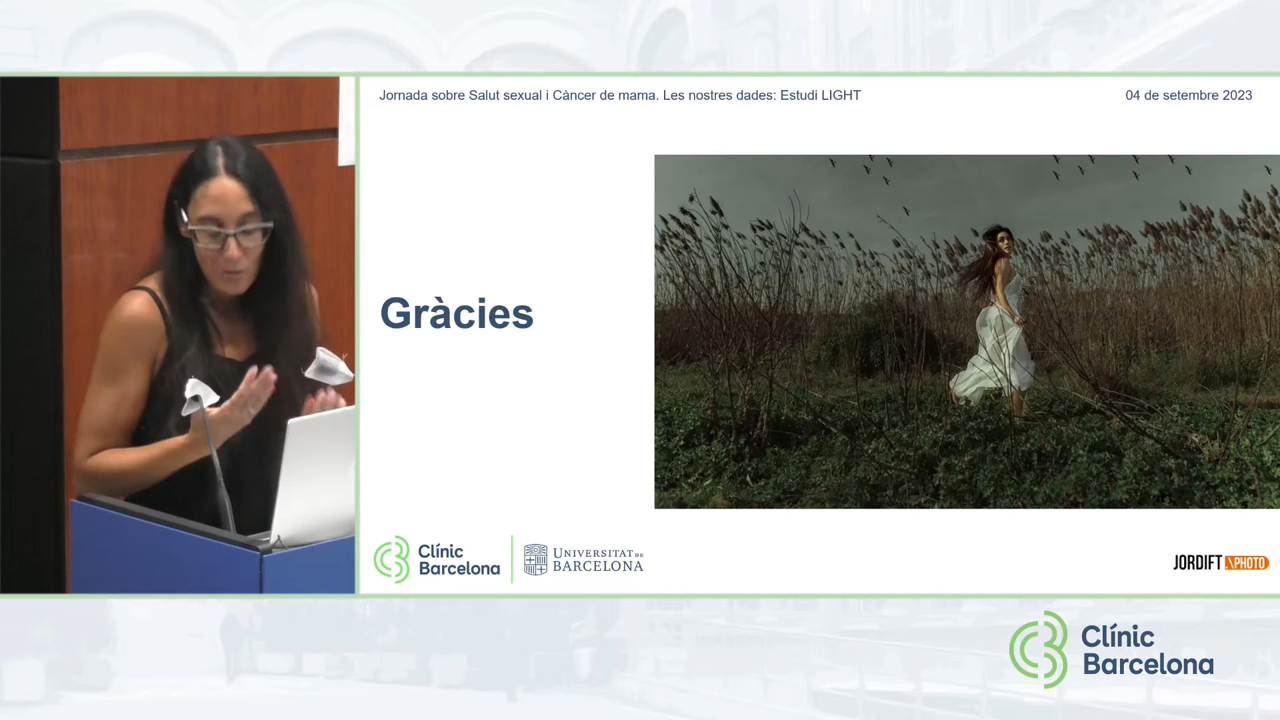 Jornada sobre Salut sexual i Càncer de mama. Les nostres dades: Estudi LIGHT
04 de setembre 2023
Gràcies
Clínic
Barcelona
UNIVERSITAT DE
BARCELONA
JORDIFT \PHOTO
Clínic
Barcelona